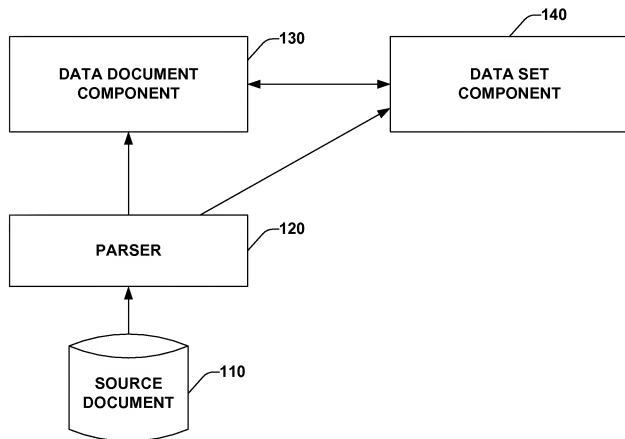 140
130
DATA DOCUMENT
COMPONENT
DATA SET
COMPONENT
PARSER
120
SOURCE
DOCUMENT
110